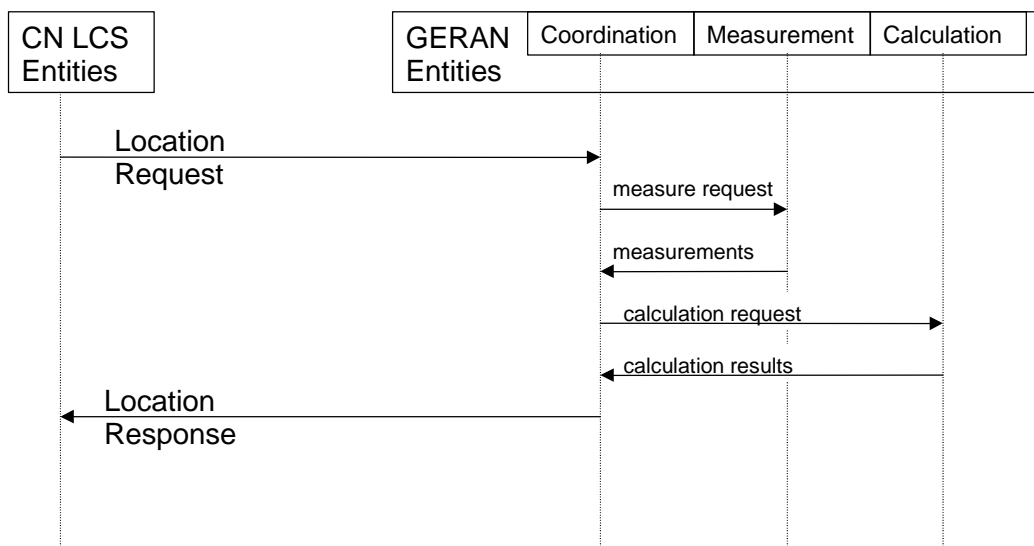 CN LCS
Entities
GERAN
Entities
Coordination
Measurement
Calculation
Location
Request
measure request
measurements
calculation request
calculation results
Location
Response